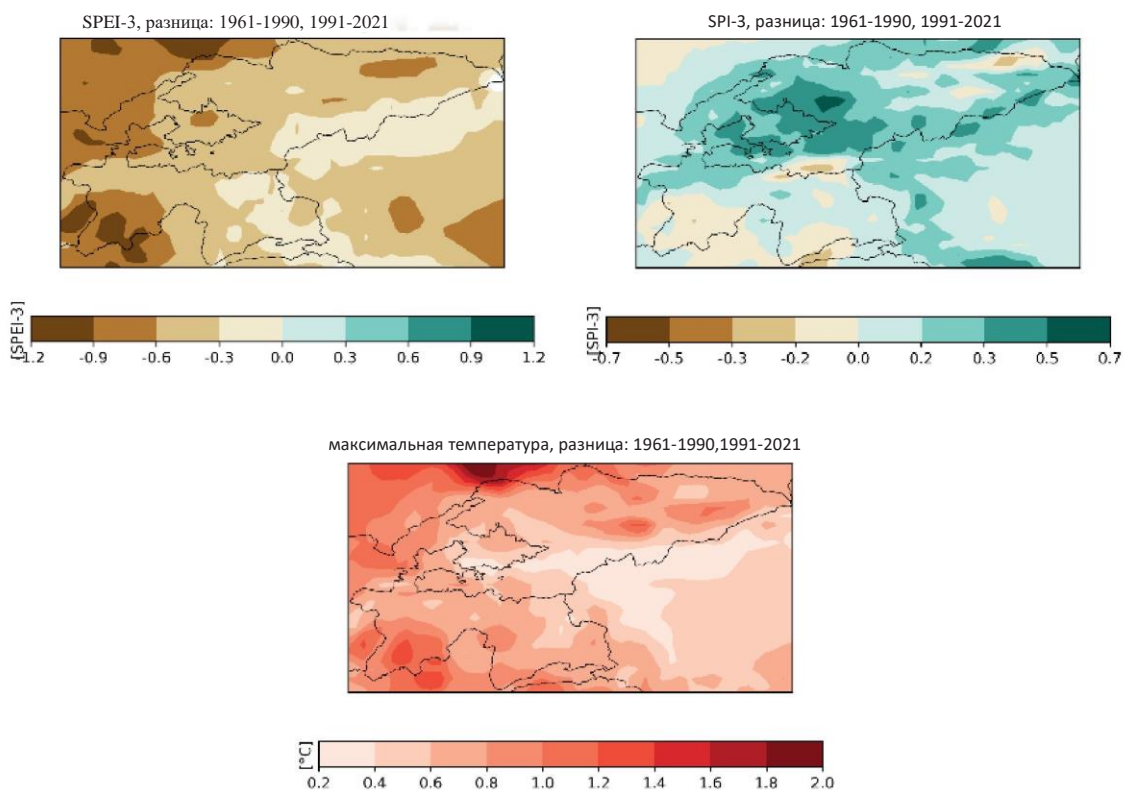 SPEI-3, разница: 1961-1990, 1991-2021
SPI-3, разница: 1961-1990, 1991-2021
[SPEI-3]
-1.2 -0.9 -0.6 -0.3 0.0 0.3 0.6 0.9 1.2
[SPI-3]
-0.7 -0.5 -0.3 -0.2 0.0 0.2 0.3 0.5 0.7
максимальная температура, разница: 1961-1990,1991-2021
[°C]
0.2 0.4 0.6 0.8 1.0 1.2 1.4 1.6 1.8 2.0